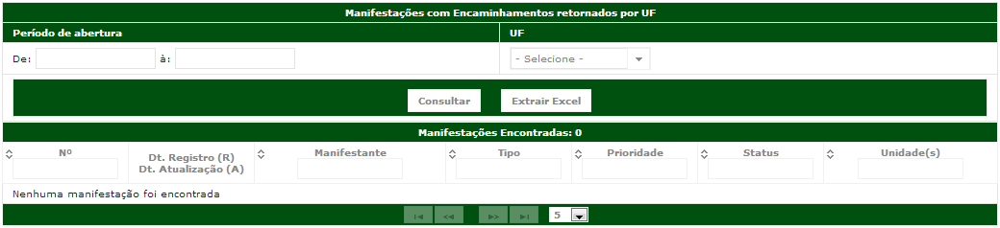 Manifestações com Encaminhamentos retornados por UF
Período de abertura UF
De: à: - Selecione -
Consultar Extrair Excel
Manifestações Encontradas: 0
Nº Dt. Registro (R) Manifestante Tipo Prioridade Status Unidade(s)
Dt. Atualização (A)
Nenhuma manifestação foi encontrada
5